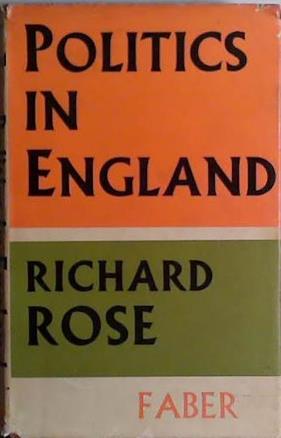 POLITICS
IN
ENGLAND
RICHARD
ROSE
FABER